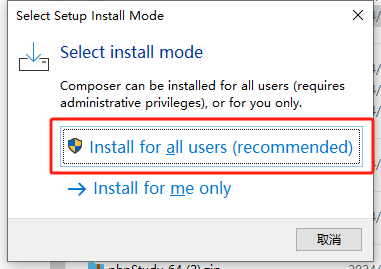 Select Setup Install Mode
Select install mode
Composer can be installed for all users (requires
administrative privileges), or for you only.
Install for all users (recommended)
Install for me only
取消